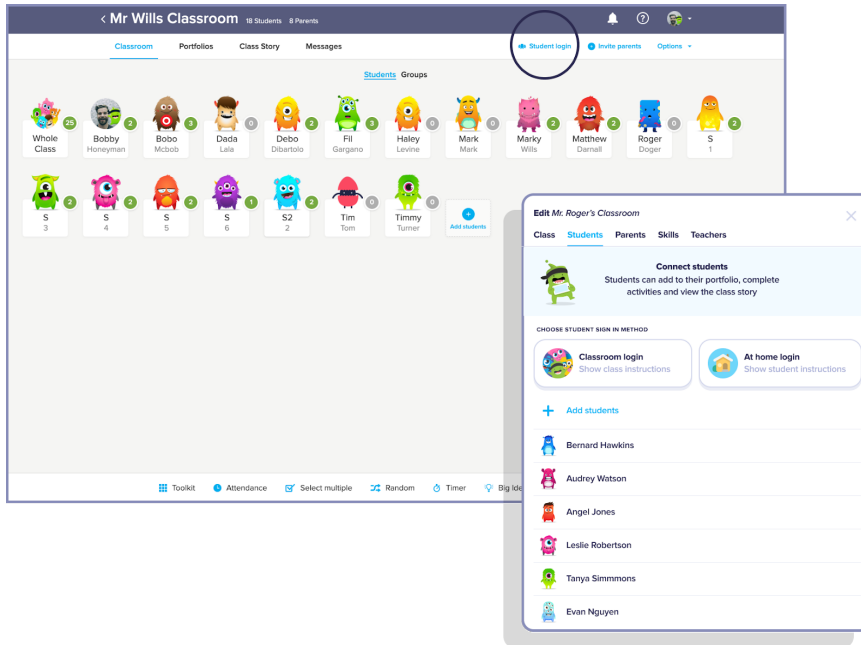 < Mr Wills Classroom 18 Students 8 Parents
Classroom Portfolios Class Story Messages Student login Invite parents Options
Students Groups
25 2 3 0 2 3 0 0 2 2 0 2
Whole Class Bobby Bobo Dada Debo Fil Haley Mark Marky Matthew Roger S
Honeyman Mcbob Lala Dibartolo Gargano Levine Mark Wills Darnall Doger 1
2 2 2 1 2 0 0
S S S S S2 Tim Timmy
3 4 5 6 2 Tom Turner Add students
Toolkit Attendance Select multiple Random Timer Big Ide
Edit Mr. Roger's Classroom
Class Students Parents Skills Teachers
Connect students
Students can add to their portfolio, complete
activities and view the class story
CHOOSE STUDENT SIGN IN METHOD
Classroom login At home login
Show class instructions Show student instructions
Add students
Bernard Hawkins
Audrey Watson
Angel Jones
Leslie Robertson
Tanya Simmmons
Evan Nguyen